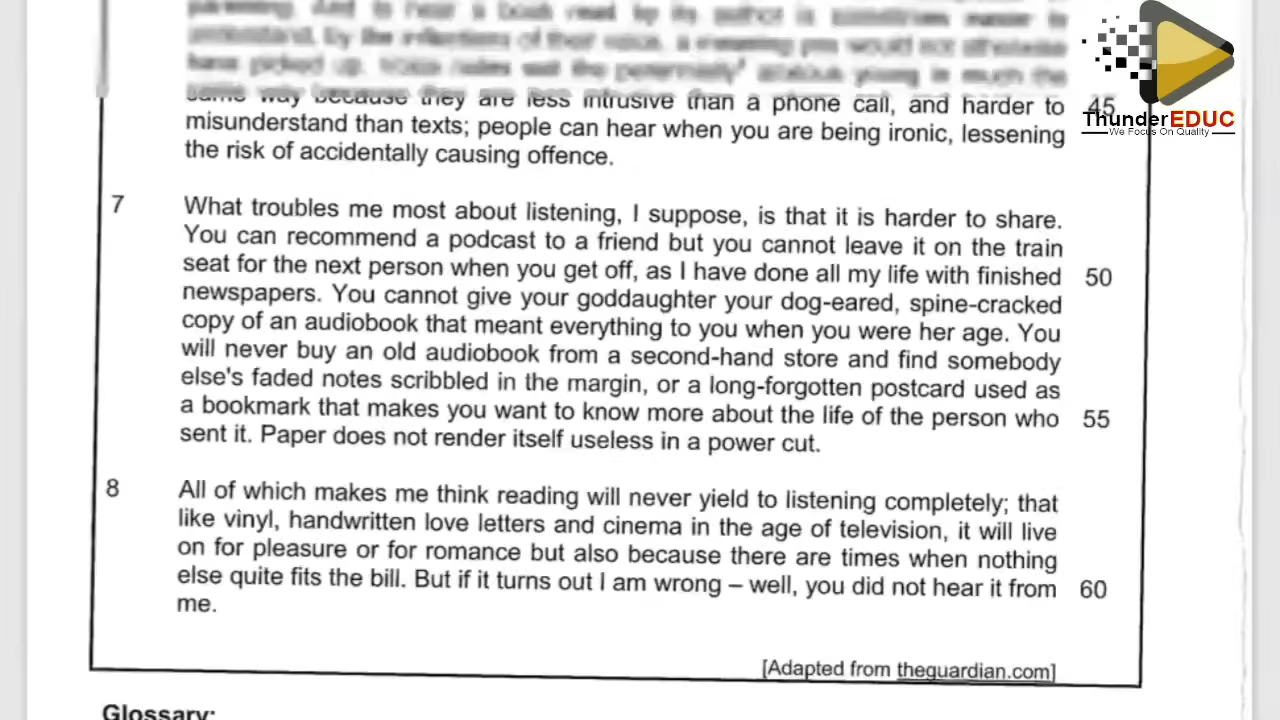 same way because they are less intrusive than a phone call, and harder to 45
misunderstand than texts; people can hear when you are being ironic, lessening
the risk of accidentally causing offence.
7 What troubles me most about listening, I suppose, is that it is harder to share.
You can recommend a podcast to a friend but you cannot leave it on the train
seat for the next person when you get off, as I have done all my life with finished 50
newspapers. You cannot give your goddaughter your dog-eared, spine-cracked
copy of an audiobook that meant everything to you when you were her age. You
will never buy an old audiobook from a second-hand store and find somebody
else's faded notes scribbled in the margin, or a long-forgotten postcard used as
a bookmark that makes you want to know more about the life of the person who 55
sent it. Paper does not render itself useless in a power cut.
8 All of which makes me think reading will never yield to listening completely; that
like vinyl, handwritten love letters and cinema in the age of television, it will live
on for pleasure or for romance but also because there are times when nothing
else quite fits the bill. But if it turns out I am wrong – well, you did not hear it from 60
me.
[Adapted from theguardian.com]
Glossary:
ThunderEDUC
We Focus On Quality